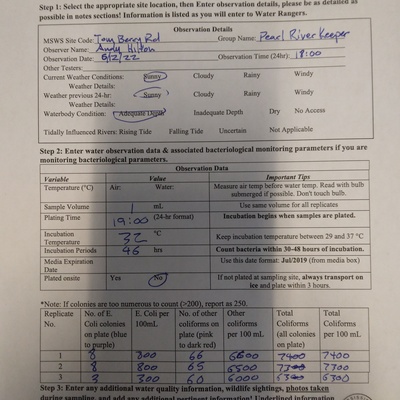 Step 1: Select the appropriate site location, then Enter observation details, please be as detailed as
possible in notes sections! Information is listed as you will enter to Water Rangers.
Observation Details
MSWS Site Code: Tom Berry Rd Group Name: Pearl RiverKeeper
Observer Name: Andy Hilton
Observation Date: 6/2/22 Observation Time (24hr): 18:00
Other Testers:
Current Weather Conditions: Sunny Cloudy Rainy Windy
Weather Details:
Weather previous 24-hr: Sunny Cloudy Rainy Windy
Weather Details:
Waterbody Condition: Adequate Depth Inadequate Depth Dry No Access
Tidally Influenced Rivers: Rising Tide Falling Tide Uncertain Not Applicable
Step 2: Enter water observation data & associated bacteriological monitoring parameters if you are
monitoring bacteriological parameters.
Observation Data
Variable Value Important Tips
Temperature (°C) Air: Water: Measure air temp before water temp. Read with bulb
submerged if possible. Don't touch bulb.
Sample Volume 1 mL Use same volume for all replicates
Plating Time 19:00 (24-hr format) Incubation begins when samples are plated.
Incubation
Temperature 32 °C Keep incubation temperature between 29 and 37 °C
Incubation Periods 46 hrs Count bacteria within 30-48 hours of incubation.
Media Expiration
Date Use this date format: Jul/2019 (from media box)
Plated onsite Yes No If not plated at sampling site, always transport on
ice and plate within 3 hours.
*Note: If colonies are too numerous to count (>200), report as 250.
Replicate
No. No. of E.
Coli colonies
on plate (blue
to purple) E. Coli per
100mL No. of other
coliforms on
plate (pink
to dark red) Other
coliforms
per 100 mL Total
Coliforms
(all colonies
on plate) Total
Coliforms
per 100 mL
1 8 800 66 6600 7400 7400
2 8 800 65 6500 7300 7300
3 3 300 60 6000 6300 6300
Step 3: Enter any additional water quality information, wildlife sightings, photos taken
during sampling, and add any additional pertinent information! Underlined information